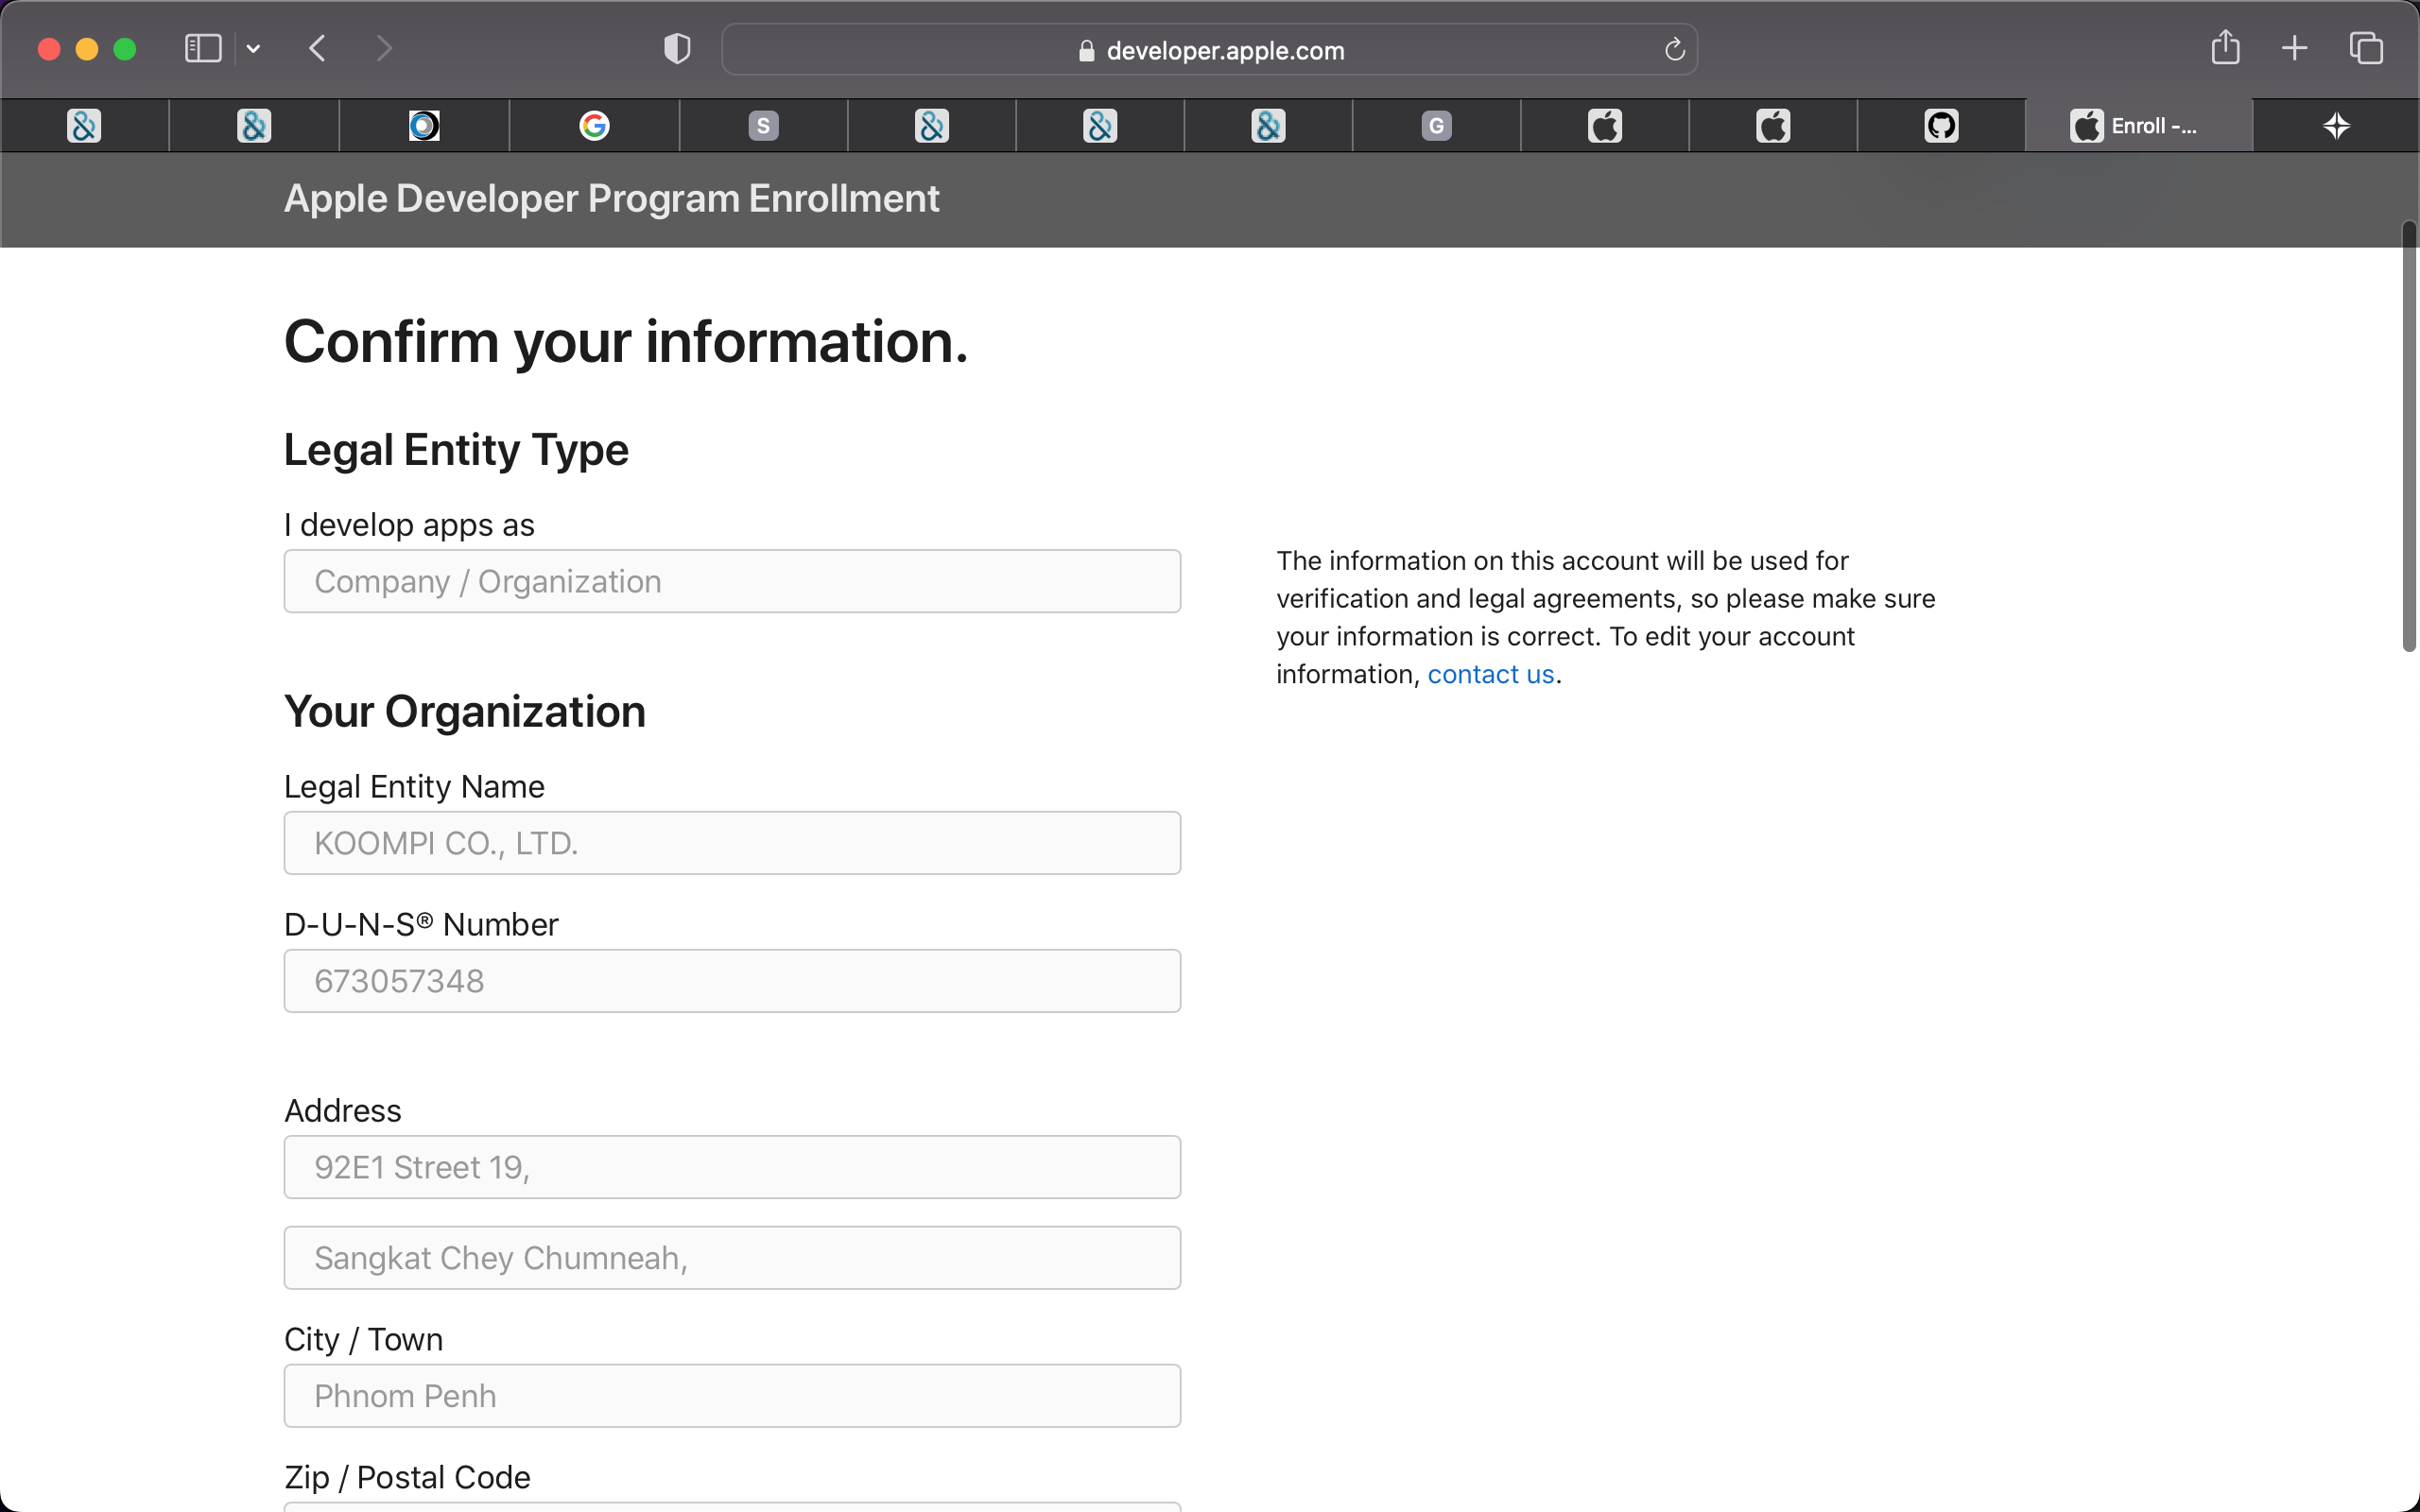 developer.apple.com
S
G
Enroll -...
Apple Developer Program Enrollment
Confirm your information.
Legal Entity Type
I develop apps as
Company / Organization
The information on this account will be used for
verification and legal agreements, so please make sure
your information is correct. To edit your account
information, contact us.
Your Organization
Legal Entity Name
KOOMPI CO., LTD.
D-U-N-S® Number
673057348
Address
92E1 Street 19,
Sangkat Chey Chumneah,
City / Town
Phnom Penh
Zip / Postal Code